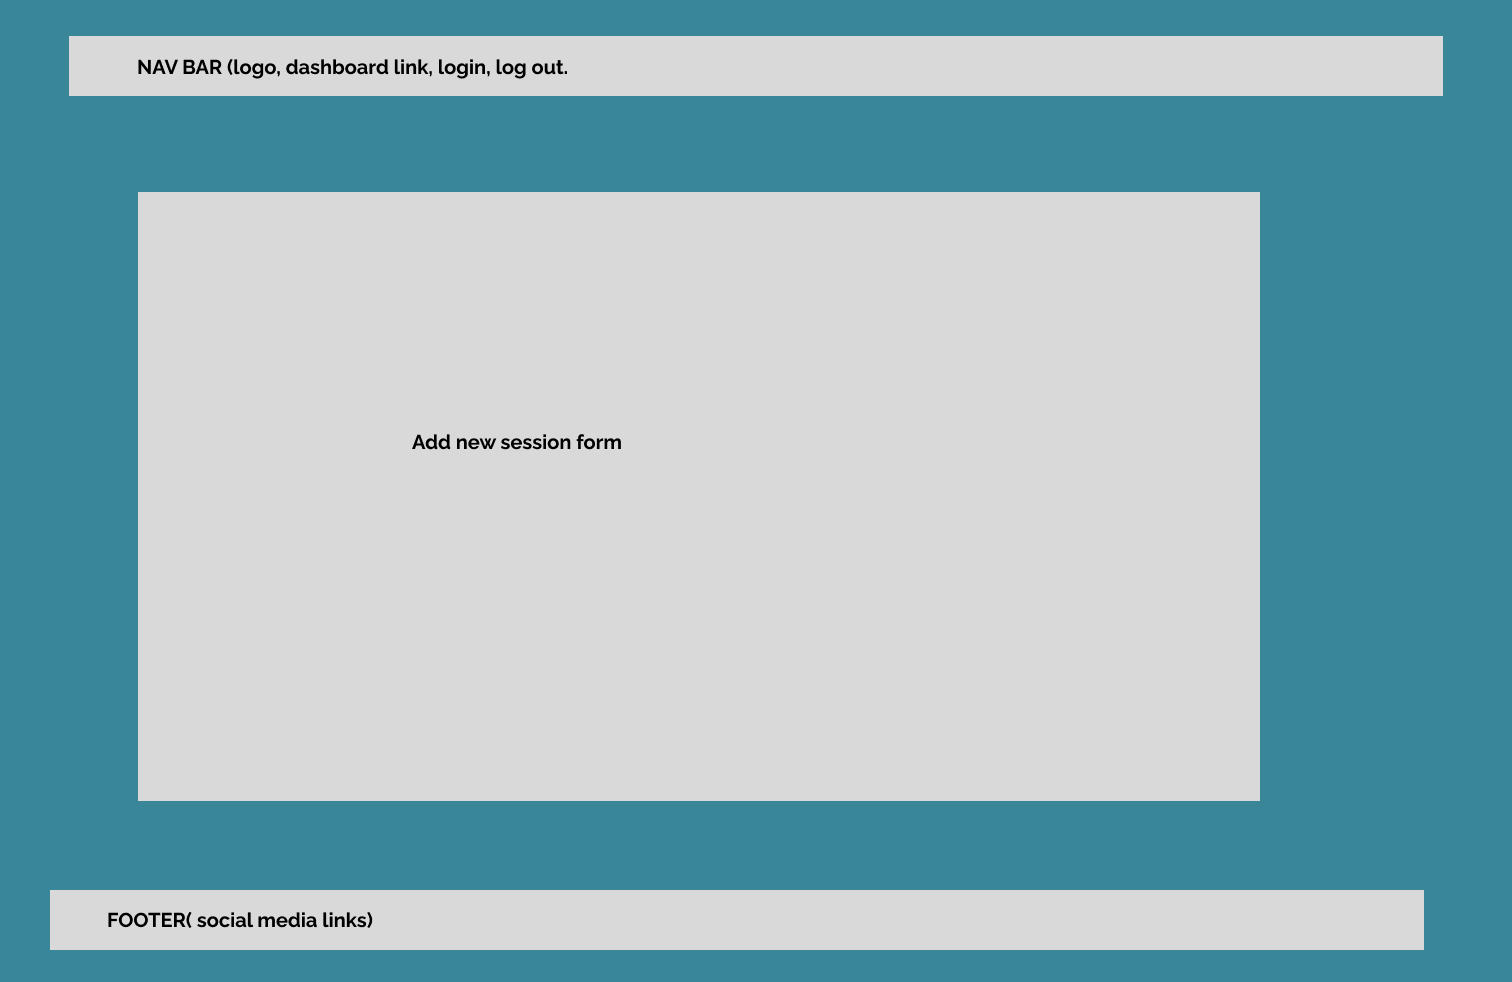 NAV BAR (logo, dashboard link, login, log out.
Add new session form
FOOTER( social media links)